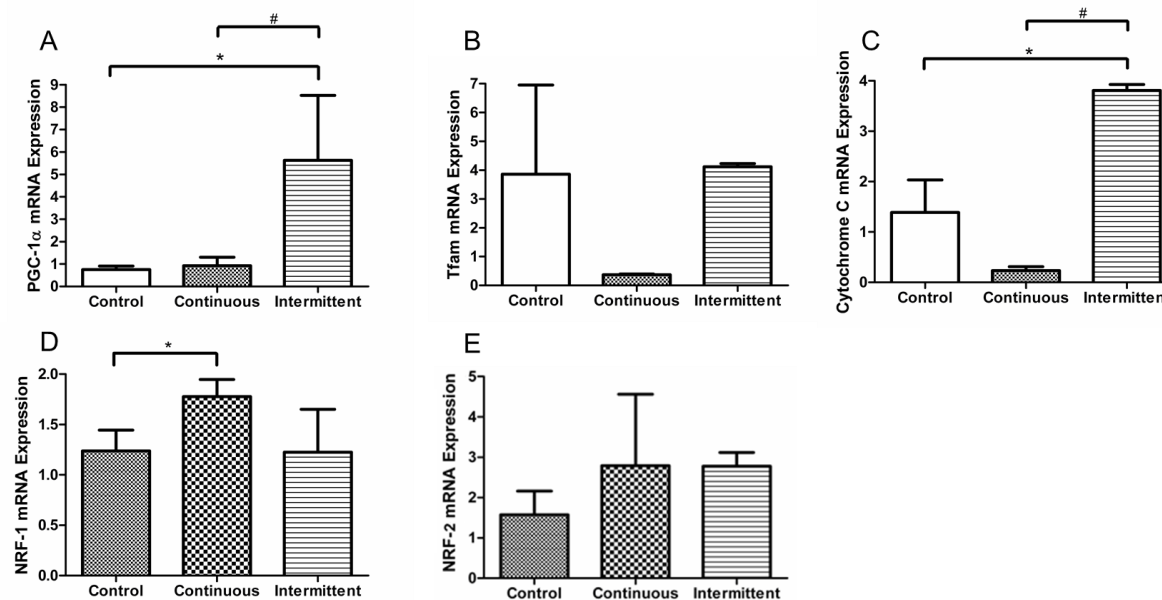 #
A
*
PGC-1α mRNA Expression
9
8
7
6
5
4
3
2
1
0
Control Continuous Intermittent
B
Tfam mRNA Expression
7
6
5
4
3
2
1
0
Control Continuous Intermittent
#
C
*
Cytochrome C mRNA Expression
4
3
2
1
0
Control Continuous Intermitten
D
*
NRF-1 mRNA Expression
2.0
1.5
1.0
0.5
0.0
Control Continuous Intermittent
E
NRF-2 mRNA Expression
5
4
3
2
1
0
Control Continuous Intermittent